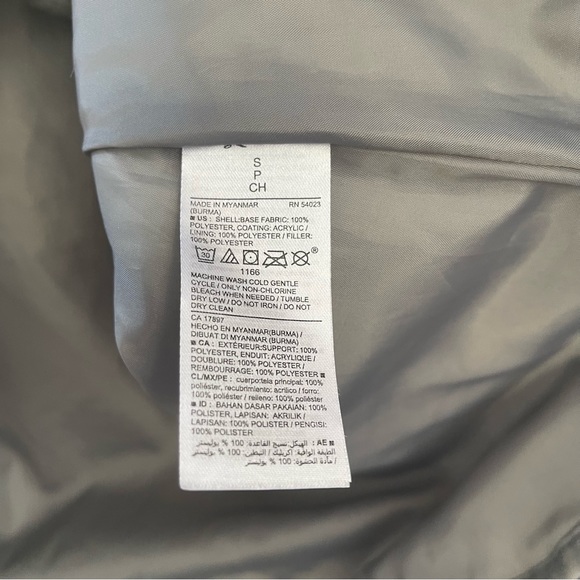 S
P
CH
MADE IN MYANMAR RN 54023
(BURMA)
US : SHELL:BASE FABRIC: 100%
POLYESTER, COATING: ACRYLIC /
LINING: 100% POLYESTER / FILLER:
100% POLYESTER
30 ®
1166
MACHINE WASH COLD GENTLE
CYCLE / ONLY NON-CHLORINE
BLEACH WHEN NEEDED / TUMBLE
DRY LOW / DO NOT IRON / DO NOT
DRY CLEAN
CA 17897
HECHO EN MYANMAR(BURMA) /
DIBUAT DI MYANMAR (BURMA)
CA : EXTÉRIEUR:SUPPORT: 100%
POLYESTER, ENDUIT: ACRYLIQUE /
DOUBLURE: 100% POLYESTER /
REMBOURRAGE: 100% POLYESTER
CL/MX/PE : cuerpo:tela principal: 100%
poliéster, recubrimiento: acrílico / forro:
100% poliéster / relleno: 100% poliéster
ID : BAHAN DASAR PAKAIAN: 100%
POLISTER, LAPISAN: AKRILIK /
LAPISAN: 100% POLISTER / PENGISI:
100% POLISTER
AE : الهيكل:نسيج القاعدة: 100 % بوليستر
الطبقة الواقية: اكريليك / التبطين: 100 % بوليستر
/ مادة الحشوة: 100 % بوليستر